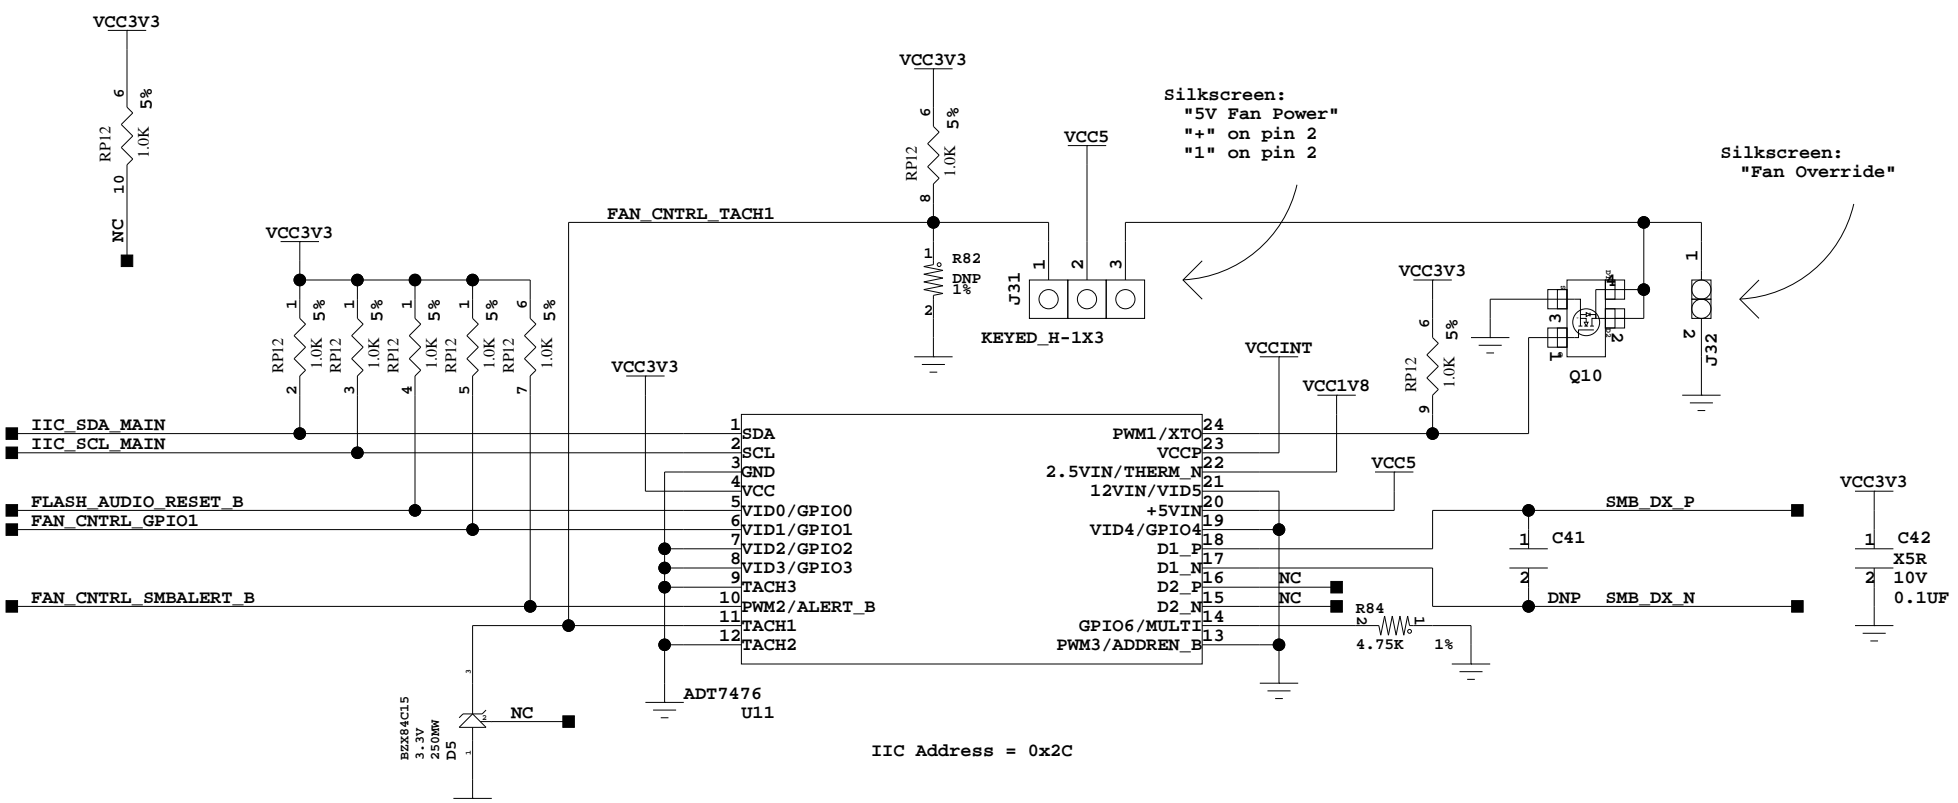 VCC3V3
6
5%
RP12
1.0K
10
NC
VCC3V3
6
5%
RP12
1.0K
8
VCC5
Silkscreen:
"5V Fan Power"
"+" on pin 2
"1" on pin 2
Silkscreen:
"Fan Override"
FAN_CNTRL_TACH1
1
R82
DNP
1%
2
1
2
3
J31
KEYED_H-1X3
VCC3V3
1
5%
RP12
1.0K
2
1
5%
RP12
1.0K
3
1
5%
RP12
1.0K
4
1
5%
RP12
1.0K
5
6
5%
RP12
1.0K
7
VCC3V3
6
5%
RP12
1.0K
9
4
3
2
1
Q10
1
2
J32
VCC3V3
VCCINT
VCC1V8
VCC5
IIC_SDA_MAIN
IIC_SCL_MAIN
FLASH_AUDIO_RESET_B
FAN_CNTRL_GPIO1
FAN_CNTRL_SMBALERT_B
1 SDA
2 SCL
3 GND
4 VCC
5 VID0/GPIO0
6 VID1/GPIO1
7 VID2/GPIO2
8 VID3/GPIO3
9 TACH3
10 PWM2/ALERT_B
11 TACH1
12 TACH2
PWM1/XTO 24
VCCP 23
2.5VIN/THERM_N 22
12VIN/VID5 21
+5VIN 20
VID4/GPIO4 19
D1_P 18
D1_N 17
D2_P 16 NC
D2_N 15 NC
GPIO6/MULTI 14
PWM3/ADDREN_B 13
ADT7476
U11
R84
2
1
4.75K 1%
SMB_DX_P
1 C41
2
DNP SMB_DX_N
VCC3V3
1 C42
X5R
2 10V
0.1UF
3
BZX84C15
3.3V
250MW
D5
2
NC
1
IIC Address = 0x2C